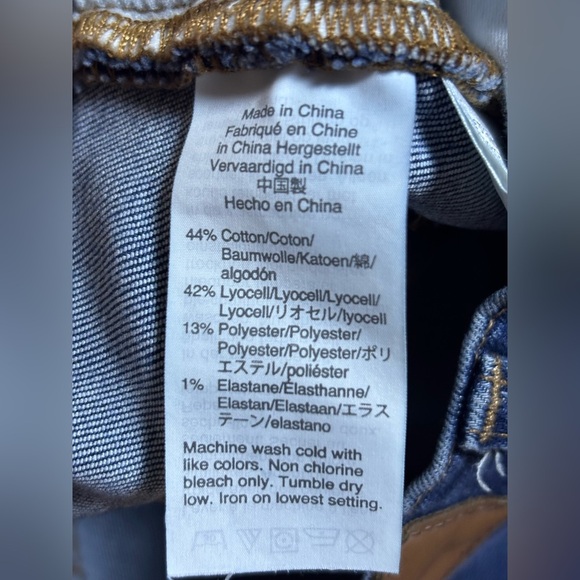 Made in China
Fabriqué en Chine
in China Hergestellt
Vervaardigd in China
中国製
Hecho en China
44% Cotton/Coton/
Baumwolle/Katoen/綿/
algodón
42% Lyocell/Lyocell/Lyocell/
Lyocell/リオセル/lyocell
13% Polyester/Polyester/
Polyester/Polyester/ポリ
エステル/poliéster
1% Elastane/Elasthanne/
Elastan/Elastaan/エラス
テーン/elastano
Machine wash cold with
like colors. Non chlorine
bleach only. Tumble dry
low. Iron on lowest setting.